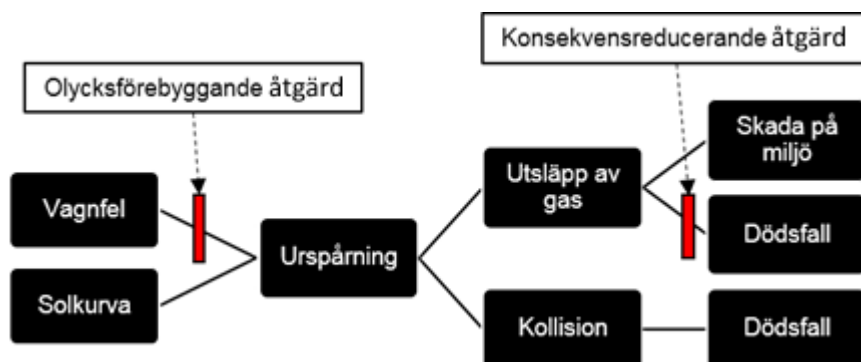 Konsekvensreducerande åtgärd
Olycksförebyggande åtgärd
Skada på
miljö
Utsläpp av
gas
Vagnfel
Dödsfall
Urspårning
Solkurva
Kollision
Dödsfall